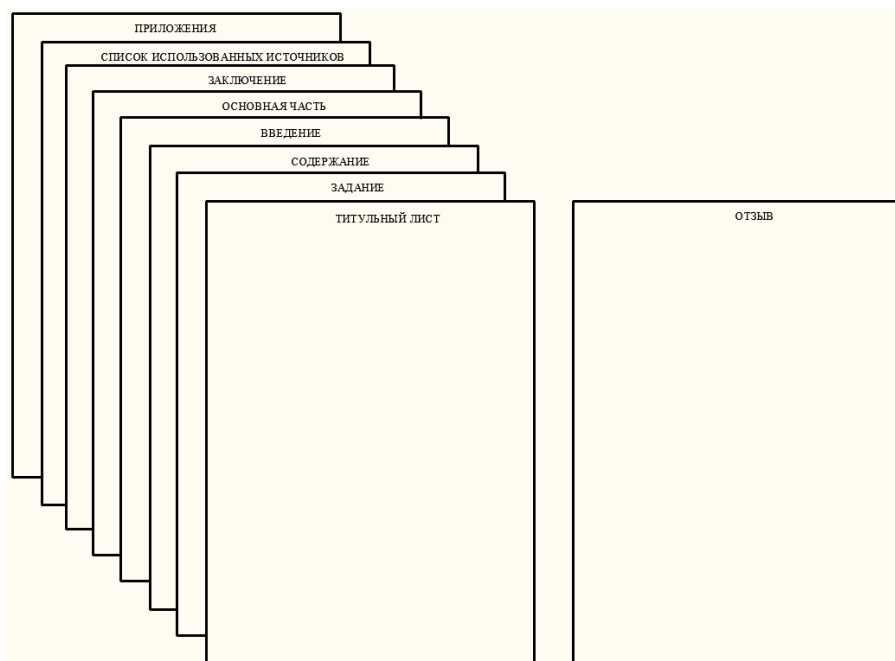 ПРИЛОЖЕНИЯ
СПИСОК ИСПОЛЬЗОВАННЫХ ИСТОЧНИКОВ
ЗАКЛЮЧЕНИЕ
ОСНОВНАЯ ЧАСТЬ
ВВЕДЕНИЕ
СОДЕРЖАНИЕ
ЗАДАНИЕ
ТИТУЛЬНЫЙ ЛИСТ
ОТЗЫВ